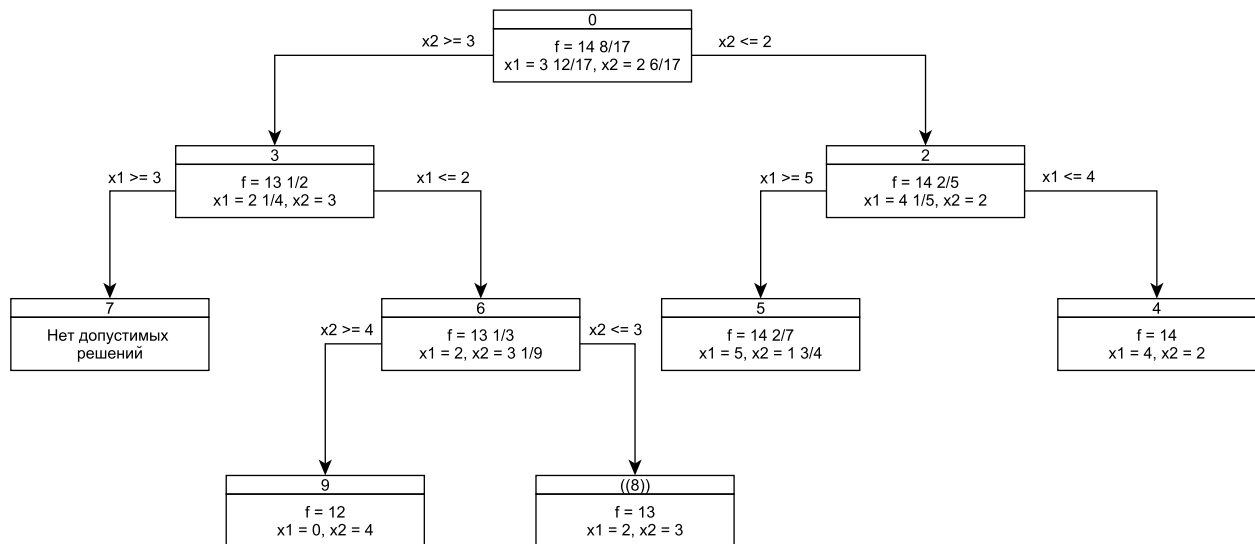 0
f = 14 8/17
x1 = 3 12/17, x2 = 2 6/17
x2 >= 3
x2 <= 2
3
f = 13 1/2
x1 = 2 1/4, x2 = 3
x1 >= 3
x1 <= 2
2
f = 14 2/5
x1 = 4 1/5, x2 = 2
x1 >= 5
x1 <= 4
7
Нет допустимых
решений
6
f = 13 1/3
x1 = 2, x2 = 3 1/9
x2 >= 4
x2 <= 3
5
f = 14 2/7
x1 = 5, x2 = 1 3/4
4
f = 14
x1 = 4, x2 = 2
9
f = 12
x1 = 0, x2 = 4
((8))
f = 13
x1 = 2, x2 = 3